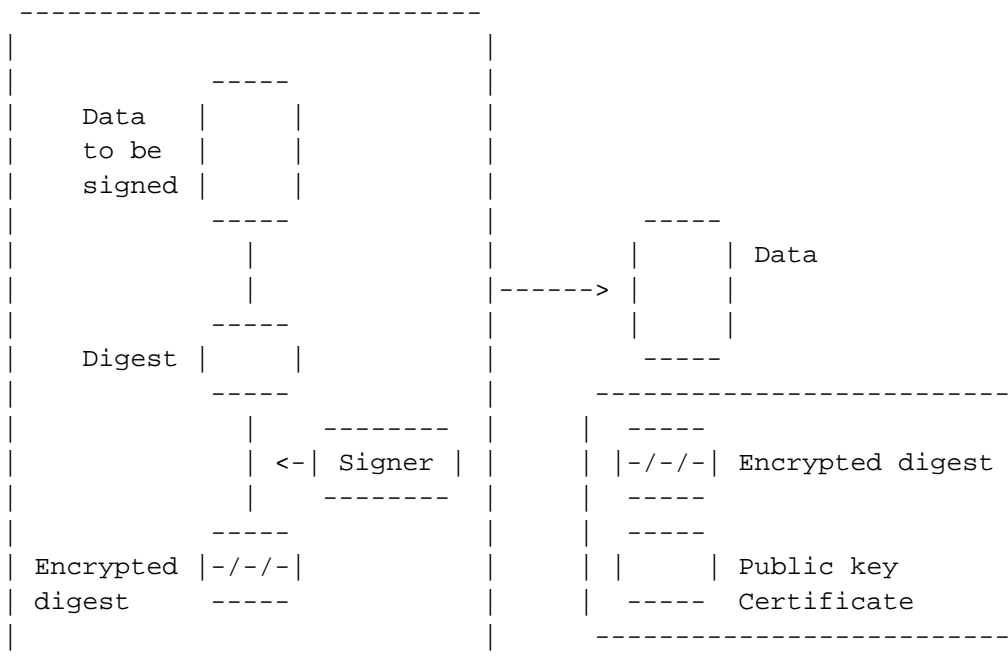 Data
to be
signed
Digest
<-| Signer |
Encrypted |-/-/-|
digest
------> 
Data
|-/-/-| Encrypted digest
Public key
Certificate